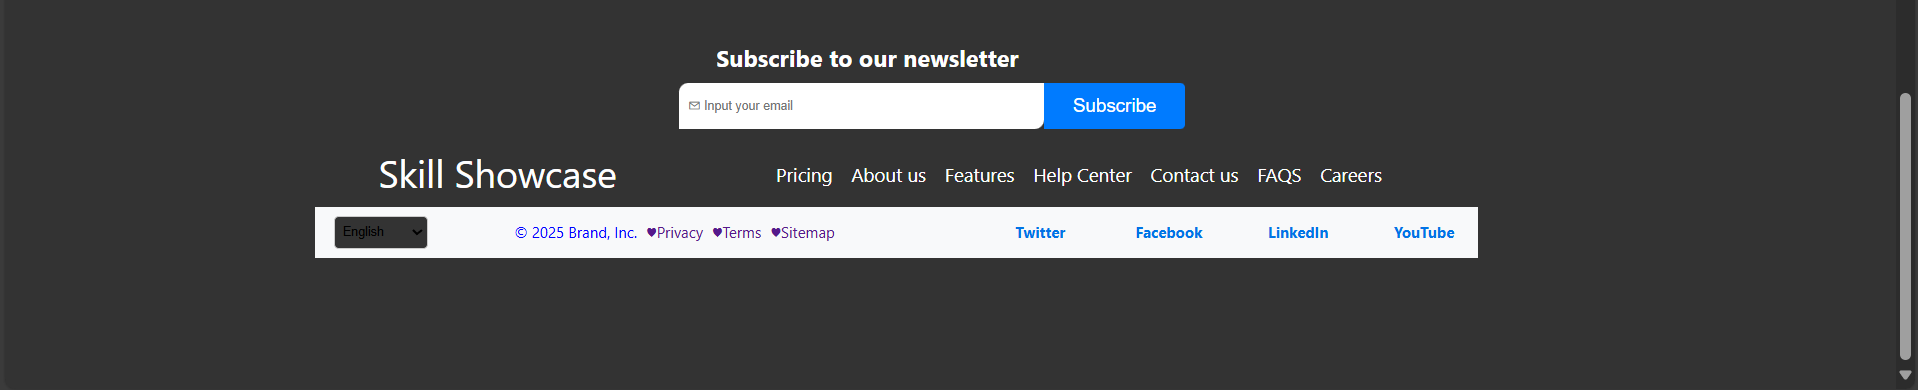 Subscribe to our newsletter
Input your email Subscribe
Skill Showcase Pricing About us Features Help Center Contact us FAQS Careers
English © 2025 Brand, Inc. ♥Privacy ♥Terms ♥Sitemap Twitter Facebook LinkedIn YouTube